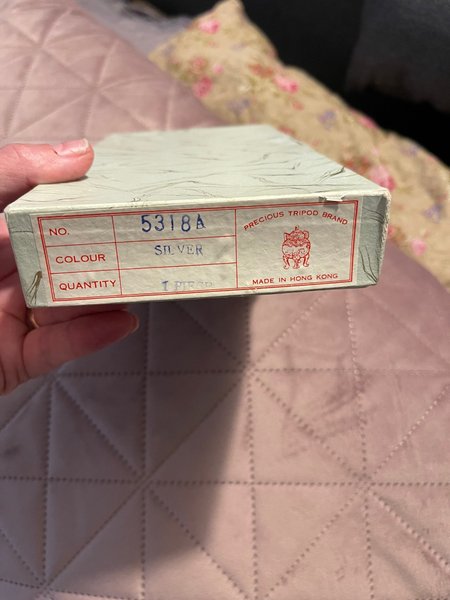 NO. 5318A
COLOUR SILVER
QUANTITY 1 PIECE
PRECIOUS TRIPOD BRAND
MADE IN HONG KONG